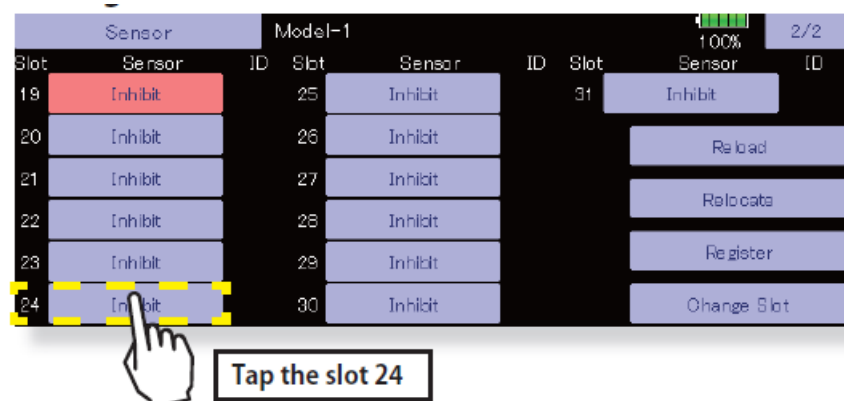 Sensor Model-1 100% 2/2
Slot Sensor ID Slot Sensor ID Slot Sensor ID
19 Inhibit 25 Inhibit 31 Inhibit
20 Inhibit 26 Inhibit Reload
21 Inhibit 27 Inhibit Relocate
22 Inhibit 28 Inhibit
23 Inhibit 29 Inhibit Register
24 Inhibit 30 Inhibit Change Slot
Tap the slot 24